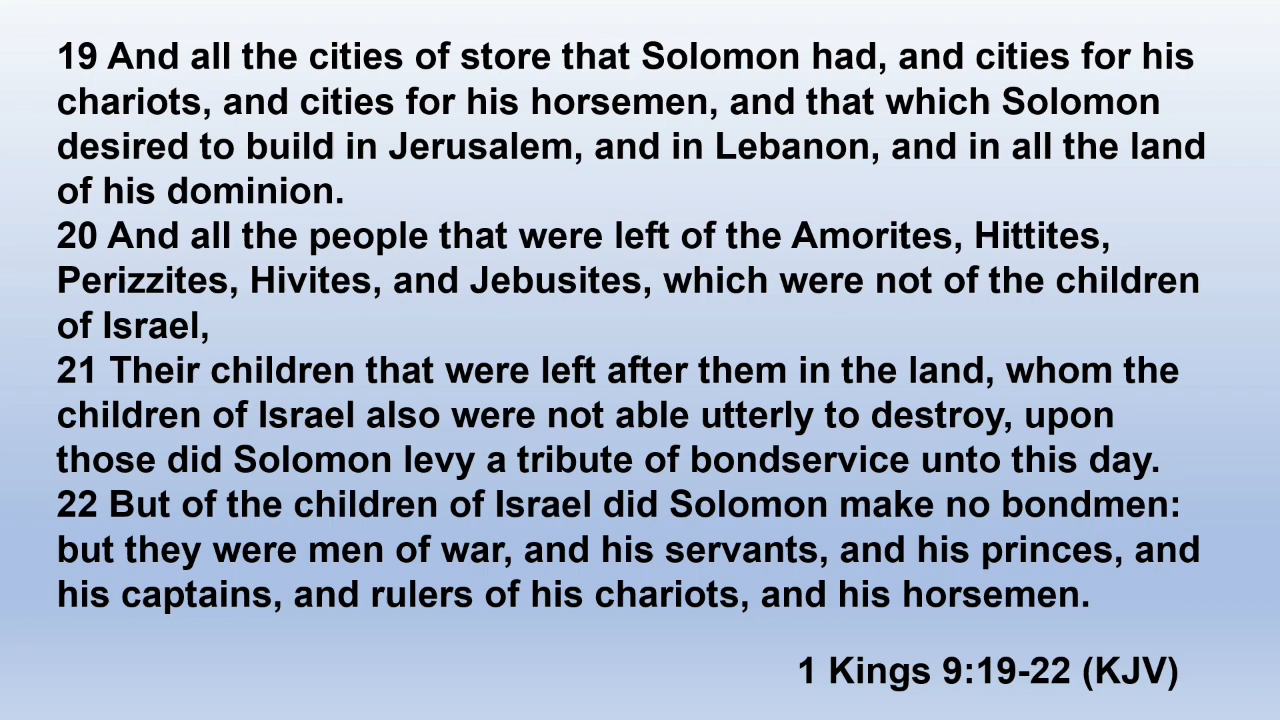 19 And all the cities of store that Solomon had, and cities for his
chariots, and cities for his horsemen, and that which Solomon
desired to build in Jerusalem, and in Lebanon, and in all the land
of his dominion.
20 And all the people that were left of the Amorites, Hittites,
Perizzites, Hivites, and Jebusites, which were not of the children
of Israel,
21 Their children that were left after them in the land, whom the
children of Israel also were not able utterly to destroy, upon
those did Solomon levy a tribute of bondservice unto this day.
22 But of the children of Israel did Solomon make no bondmen:
but they were men of war, and his servants, and his princes, and
his captains, and rulers of his chariots, and his horsemen.
1 Kings 9:19-22 (KJV)